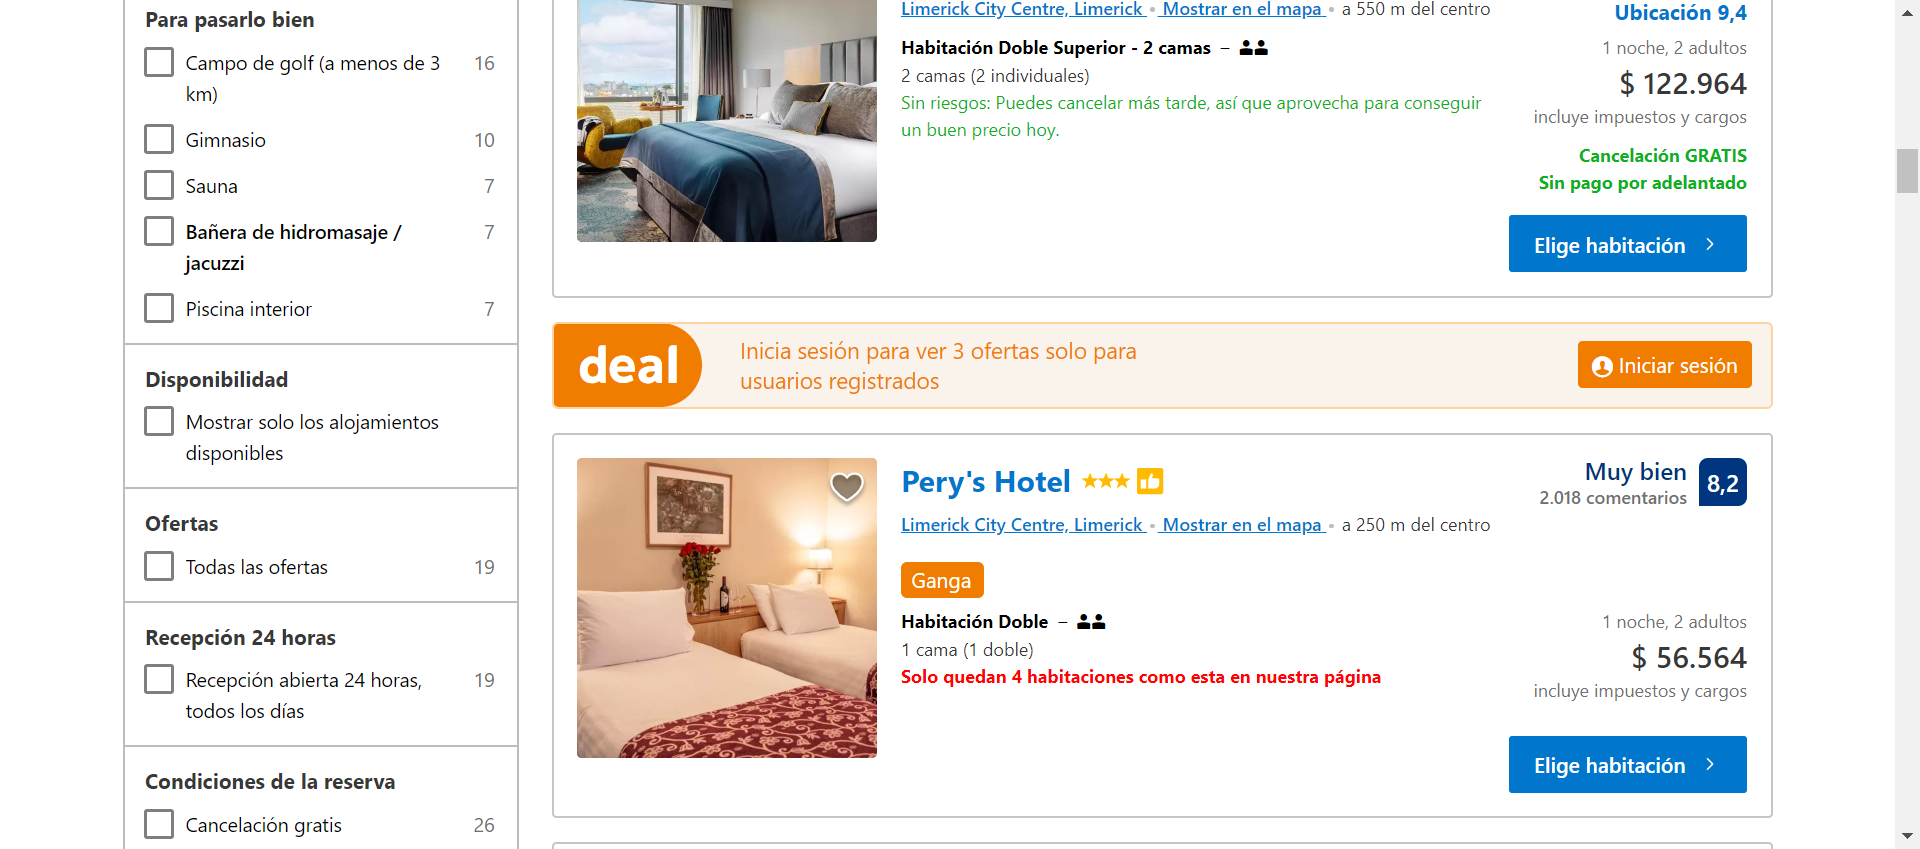 Para pasarlo bien
Campo de golf (a menos de 3 km) 16
Gimnasio 10
Sauna 7
Bañera de hidromasaje / jacuzzi 7
Piscina interior 7
Disponibilidad
Mostrar solo los alojamientos disponibles
Ofertas
Todas las ofertas 19
Recepción 24 horas
Recepción abierta 24 horas, todos los días 19
Condiciones de la reserva
Cancelación gratis 26
Limerick City Centre, Limerick • Mostrar en el mapa • a 550 m del centro
Ubicación 9,4
Habitación Doble Superior - 2 camas –
2 camas (2 individuales)
Sin riesgos: Puedes cancelar más tarde, así que aprovecha para conseguir
un buen precio hoy.
1 noche, 2 adultos
$ 122.964
incluye impuestos y cargos
Cancelación GRATIS
Sin pago por adelantado
Elige habitación
deal
Inicia sesión para ver 3 ofertas solo para
usuarios registrados
Iniciar sesión
Pery's Hotel
Muy bien
2.018 comentarios
8,2
Limerick City Centre, Limerick • Mostrar en el mapa • a 250 m del centro
Ganga
Habitación Doble –
1 cama (1 doble)
Solo quedan 4 habitaciones como esta en nuestra página
1 noche, 2 adultos
$ 56.564
incluye impuestos y cargos
Elige habitación